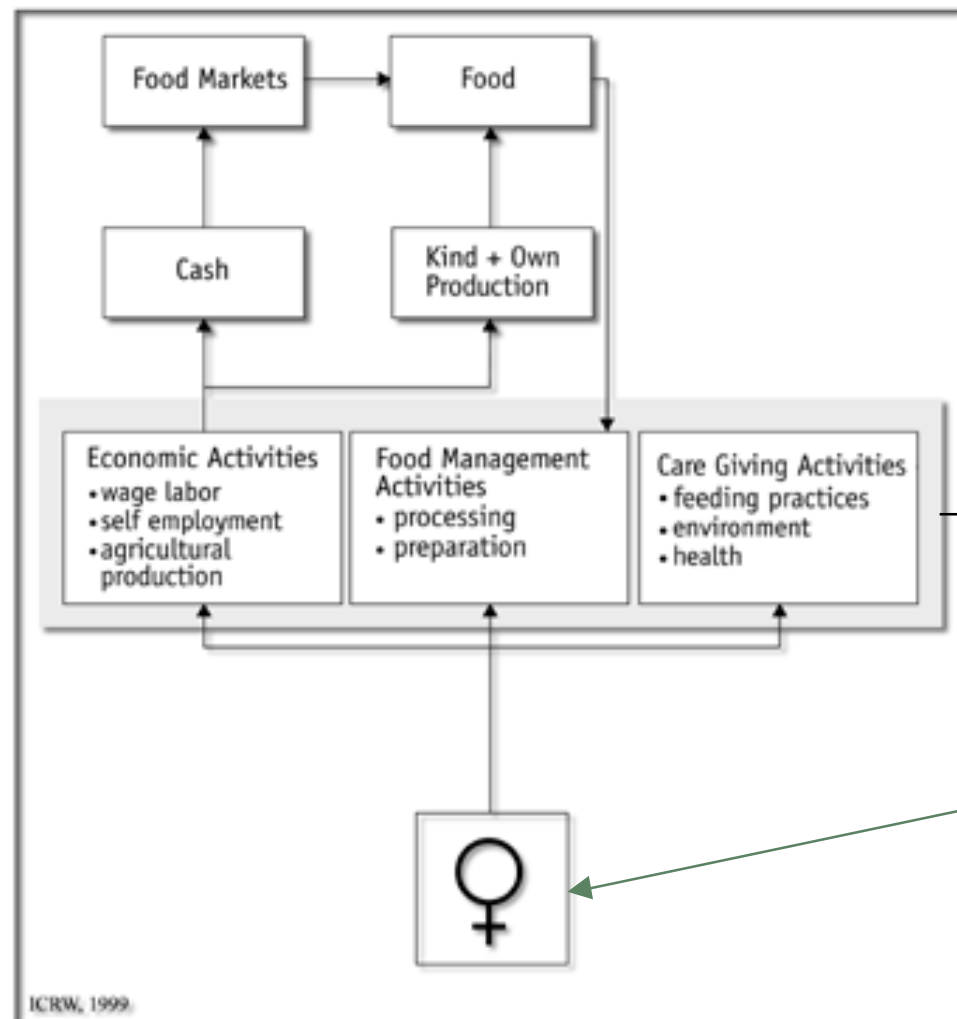 Food Markets
Food
Cash
Kind + Own
Production
Economic Activities
• wage labor
• self employment
• agricultural
production
Food Management
Activities
• processing
• preparation
Care Giving Activities
• feeding practices
• environment
• health
ICRW, 1999.